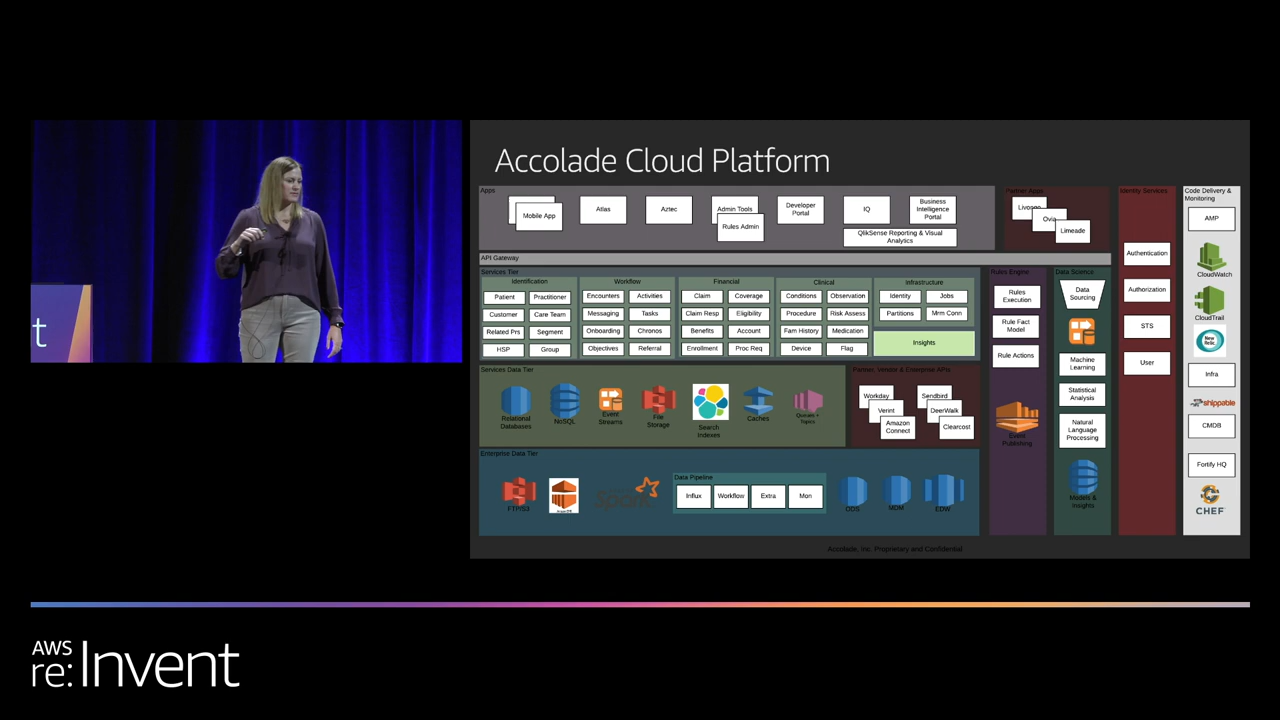 t
Accolade Cloud Platform
Apps
Mobile App
Atlas
Aztec
Admin Tools
Rules Admin
Developer
Portal
IQ
Business
Intelligence
Portal
QlikSense Reporting & Visual
Analytics
Partner Apps
Ovia
Limeade
API Gateway
Services Tier
Identification
Patient
Practitioner
Customer
Care Team
Related Prs
Segment
HSP
Group
Workflow
Encounters
Activities
Messaging
Tasks
Onboarding
Chronos
Objectives
Referral
Financial
Claim
Coverage
Claim Resp
Eligibility
Benefits
Account
Enrollment
Proc Req
Clinical
Conditions
Observation
Procedure
Risk Assess
Fam History
Medication
Device
Flag
Infrastructure
Identity
Jobs
Partitions
Mrm Conn
Insights
Services Data Tier
Relational
Databases
NoSQL
Event
Streams
File
Storage
Search
Indexes
Caches
Queues +
Topics
Partner, Vendor & Enterprise APIs
Workday
Verint
Amazon
Connect
Sendbird
DeerWalk
Clearcost
Enterprise Data Tier
FTP/S3
Spark
Data Pipeline
Influx
Workflow
Extra
Mon
ODS
MDM
EDW
Rules Engine
Rules
Execution
Rule Fact
Model
Rule Actions
Event
Publishing
Data Science
Data
Sourcing
Machine
Learning
Statistical
Analysis
Natural
Language
Processing
Models &
Insights
Identity Services
Authentication
Authorization
STS
User
Code Delivery &
Monitoring
AMP
CloudWatch
CloudTrail
New
Relic
Infra
shippable
CMDB
Fortify HQ
CHEF
Accolade, Inc. Proprietary and Confidential
AWS
re:Invent